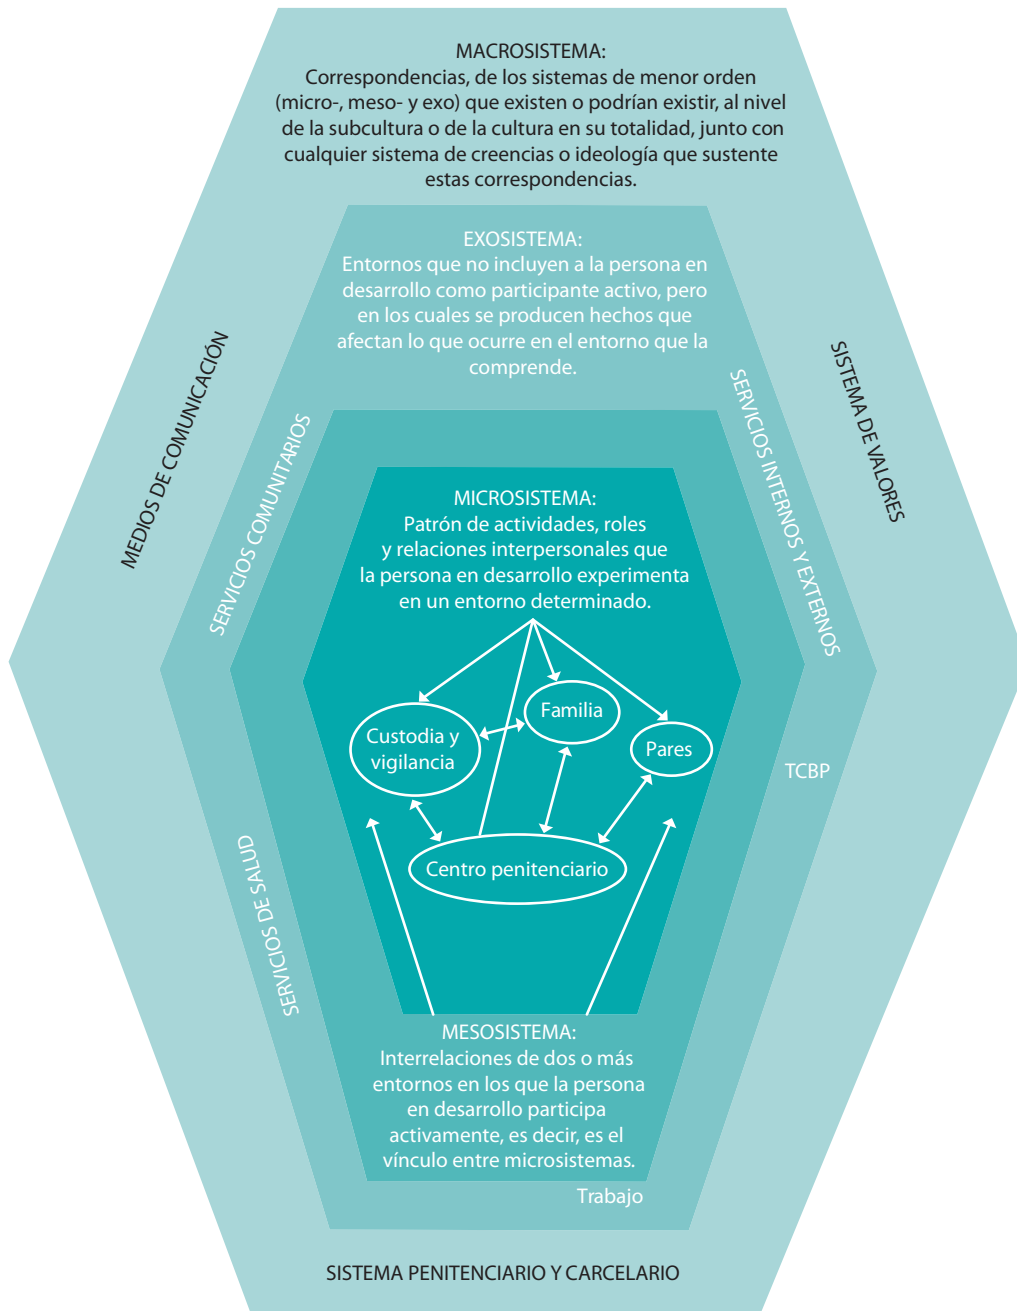 MACROSISTEMA:
Correspondencias, de los sistemas de menor orden
(micro-, meso- y exo) que existen o podrían existir, al nivel
de la subcultura o de la cultura en su totalidad, junto con
cualquier sistema de creencias o ideología que sustente
estas correspondencias.
EXOSISTEMA:
Entornos que no incluyen a la persona en
desarrollo como participante activo, pero
en los cuales se producen hechos que
afectan lo que ocurre en el entorno que la
comprende.
MEDIOS DE COMUNICACIÓN
SISTEMA DE VALORES
SERVICIOS COMUNITARIOS
SERVICIOS INTERNOS Y EXTERNOS
MICROSISTEMA:
Patrón de actividades, roles
y relaciones interpersonales que
la persona en desarrollo experimenta
en un entorno determinado.
Familia
Custodia y
vigilancia
Pares
TCBP
Centro penitenciario
SERVICIOS DE SALUD
MESOSISTEMA:
Interrelaciones de dos o más
entornos en los que la persona
en desarrollo participa
activamente, es decir, es el
vínculo entre microsistemas.
Trabajo
SISTEMA PENITENCIARIO Y CARCELARIO